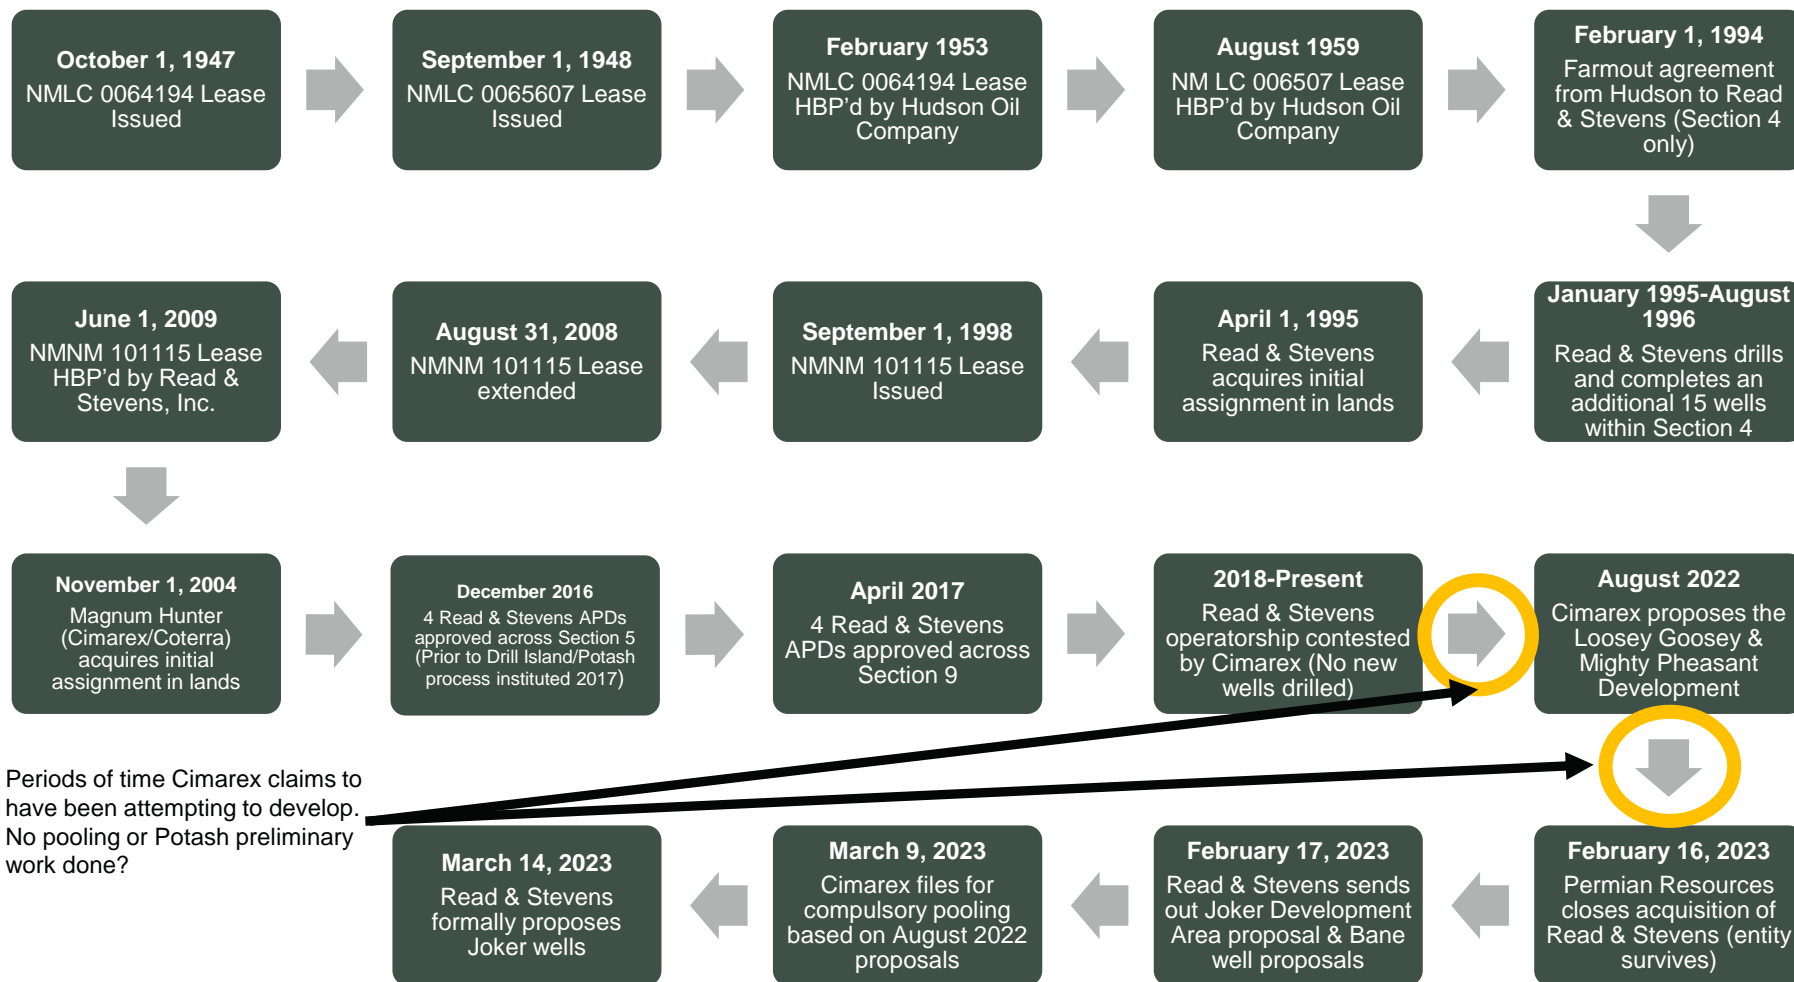 October 1, 1947
NMLC 0064194 Lease
Issued
September 1, 1948
NMLC 0065607 Lease
Issued
February 1953
NMLC 0064194 Lease
HBP’d by Hudson Oil
Company
August 1959
NM LC 006507 Lease
HBP’d by Hudson Oil
Company
February 1, 1994
Farmout agreement
from Hudson to Read
& Stevens (Section 4
only)
January 1995-August
1996
Read & Stevens drills
and completes an
additional 15 wells
within Section 4
April 1, 1995
Read & Stevens
acquires initial
assignment in lands
September 1, 1998
NMNM 101115 Lease
Issued
August 31, 2008
NMNM 101115 Lease
extended
June 1, 2009
NMNM 101115 Lease
HBP’d by Read &
Stevens, Inc.
November 1, 2004
Magnum Hunter
(Cimarex/Coterra)
acquires initial
assignment in lands
December 2016
4 Read & Stevens APDs
approved across Section 5
(Prior to Drill Island/Potash
process instituted 2017)
April 2017
4 Read & Stevens
APDs approved across
Section 9
2018-Present
Read & Stevens
operatorship contested
by Cimarex (No new
wells drilled)
August 2022
Cimarex proposes the
Loosey Goosey &
Mighty Pheasant
Development
February 16, 2023
Permian Resources
closes acquisition of
Read & Stevens (entity
survives)
February 17, 2023
Read & Stevens sends
out Joker Development
Area proposal & Bane
well proposals
March 9, 2023
Cimarex files for
compulsory pooling
based on August 2022
proposals
March 14, 2023
Read & Stevens
formally proposes
Joker wells
Periods of time Cimarex claims to
have been attempting to develop.
No pooling or Potash preliminary
work done?